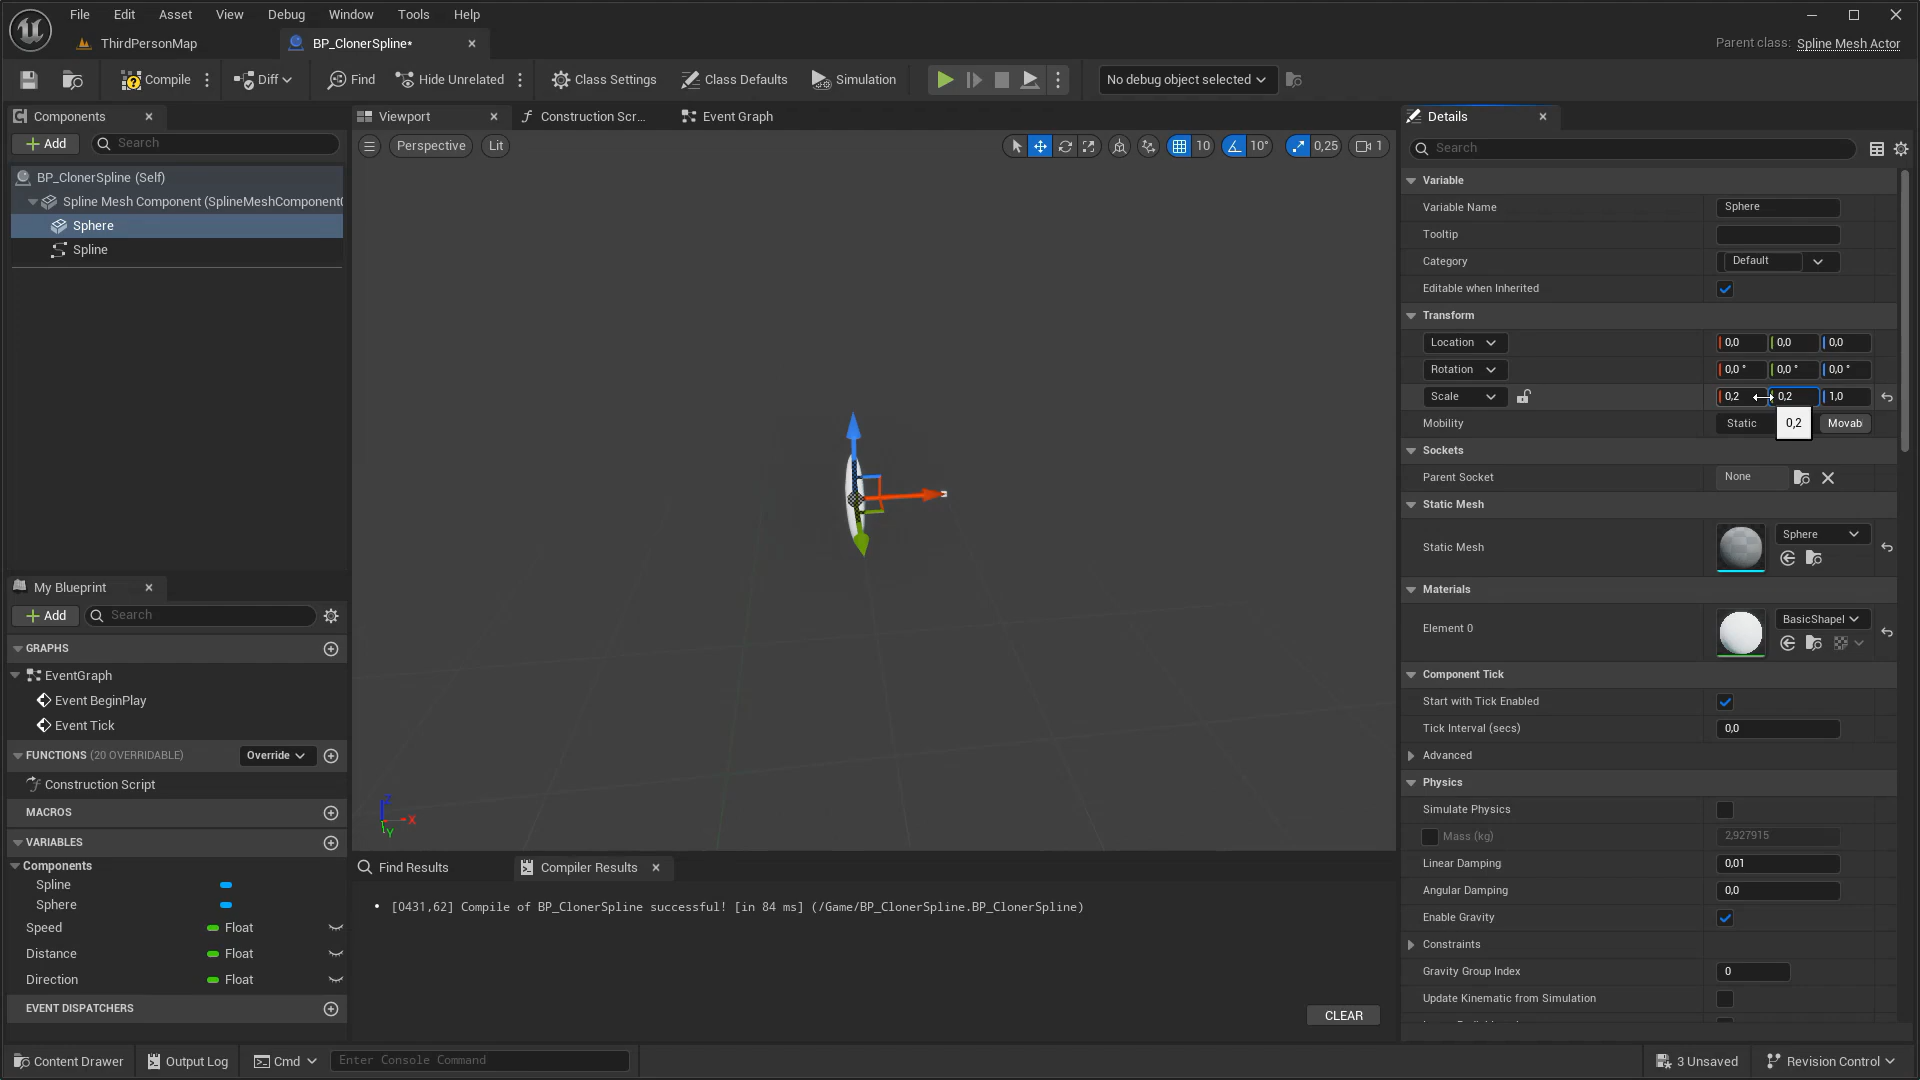 File Edit Asset View Debug Window Tools Help
ThirdPersonMap BP_ClonerSpline* Parent class: Spline Mesh Actor
Compile Diff Find Hide Unrelated Class Settings Class Defaults Simulation No debug object selected
Components
Add Search
BP_ClonerSpline (Self)
Spline Mesh Component (SplineMeshComponent
Sphere
Spline
My Blueprint
Add Search
GRAPHS
EventGraph
Event BeginPlay
Event Tick
FUNCTIONS (20 OVERRIDABLE) Override
Construction Script
MACROS
VARIABLES
Components
Spline
Sphere
Speed Float
Distance Float
Direction Float
EVENT DISPATCHERS
Viewport Construction Scr... Event Graph
Perspective Lit 10 10° 0,25 1
Z
X
Y
Find Results Compiler Results
• [0431,62] Compile of BP_ClonerSpline successful! [in 84 ms] (/Game/BP_ClonerSpline.BP_ClonerSpline)
CLEAR
Details
Search
Variable
Variable Name Sphere
Tooltip
Category Default
Editable when Inherited
Transform
Location 0,0 0,0 0,0
Rotation 0,0 ° 0,0 ° 0,0 °
Scale 0,2 0,2 1,0
Mobility Static 0,2 Movab
Sockets
Parent Socket None
Static Mesh
Static Mesh Sphere
Materials
Element 0 BasicShapeI
Component Tick
Start with Tick Enabled
Tick Interval (secs) 0,0
Advanced
Physics
Simulate Physics
Mass (kg) 2,927915
Linear Damping 0,01
Angular Damping 0,0
Enable Gravity
Constraints
Gravity Group Index 0
Update Kinematic from Simulation
Content Drawer Output Log Cmd Enter Console Command 3 Unsaved Revision Control